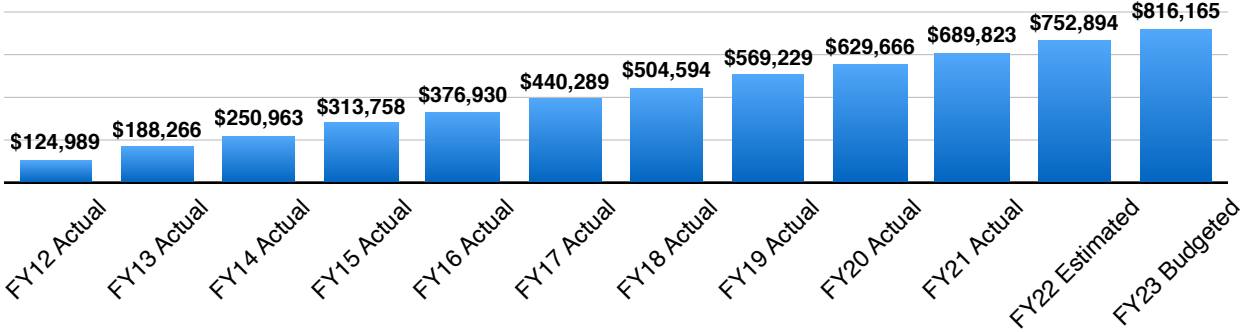 $124,989
$188,266
$250,963
$313,758
$376,930
$440,289
$504,594
$569,229
$629,666
$689,823
$752,894
$816,165
FY12 Actual
FY13 Actual
FY14 Actual
FY15 Actual
FY16 Actual
FY17 Actual
FY18 Actual
FY19 Actual
FY20 Actual
FY21 Actual
FY22 Estimated
FY23 Budgeted